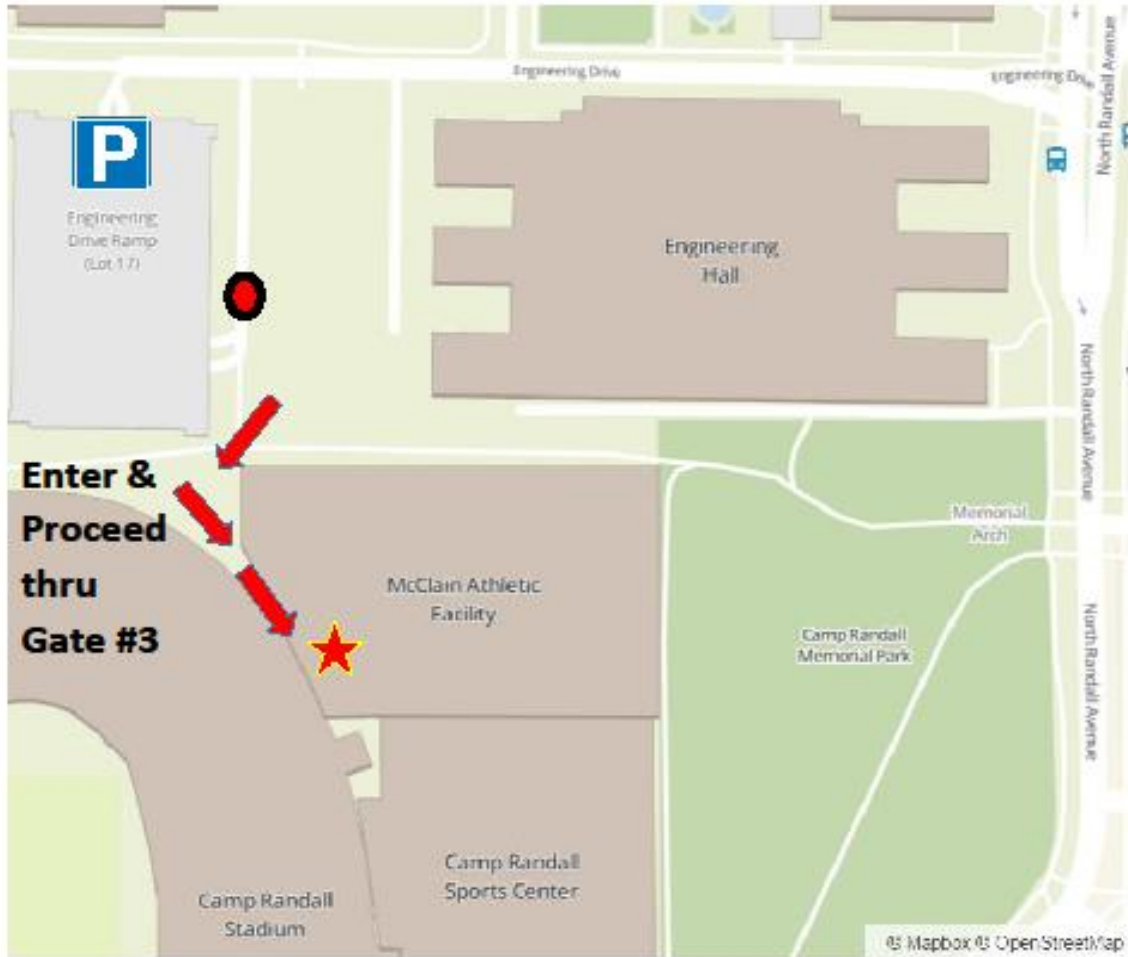 Engineering Drive
Engineering Drive
North Randall Avenue
P
Engineering
Drive Ramp
(Lot 17)
Engineering
Hall
North Randall Avenue
Enter &
Proceed
thru
Gate #3
McClain Athletic
Facility
Memorial
Arch
Camp Randall
Memorial Park
North Randall Avenue
Camp Randall
Sports Center
Camp Randall
Stadium
© Mapbox © OpenStreetMap